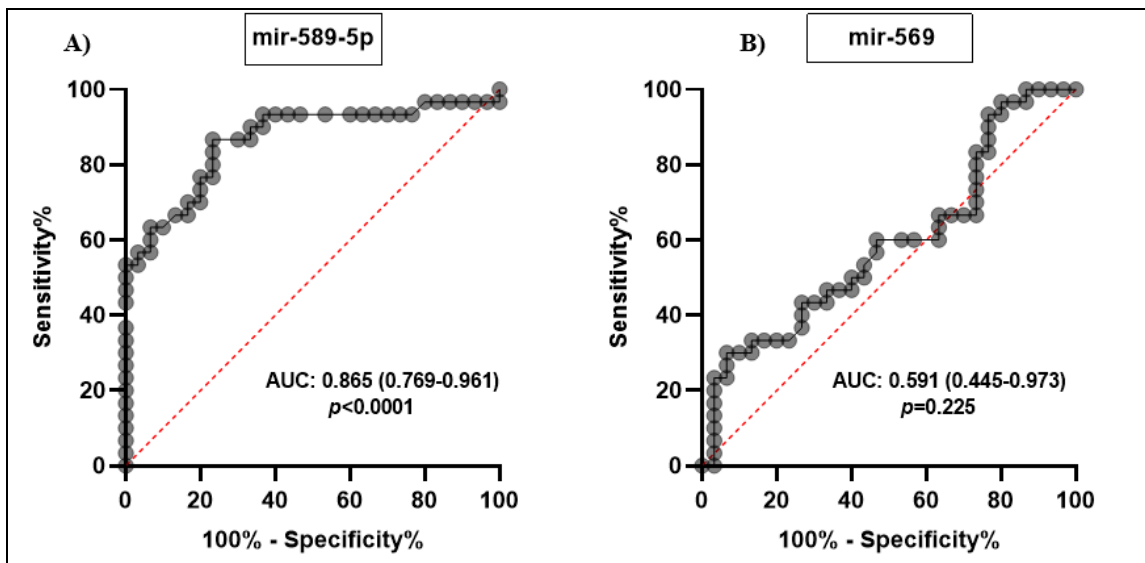 A)
mir-589-5p
Sensitivity%
100
80
60
40
20
0
0 20 40 60 80 100
100% - Specificity%
AUC: 0.865 (0.769-0.961)
p<0.0001
B)
mir-569
Sensitivity%
100
80
60
40
20
0
0 20 40 60 80 100
100% - Specificity%
AUC: 0.591 (0.445-0.973)
p=0.225